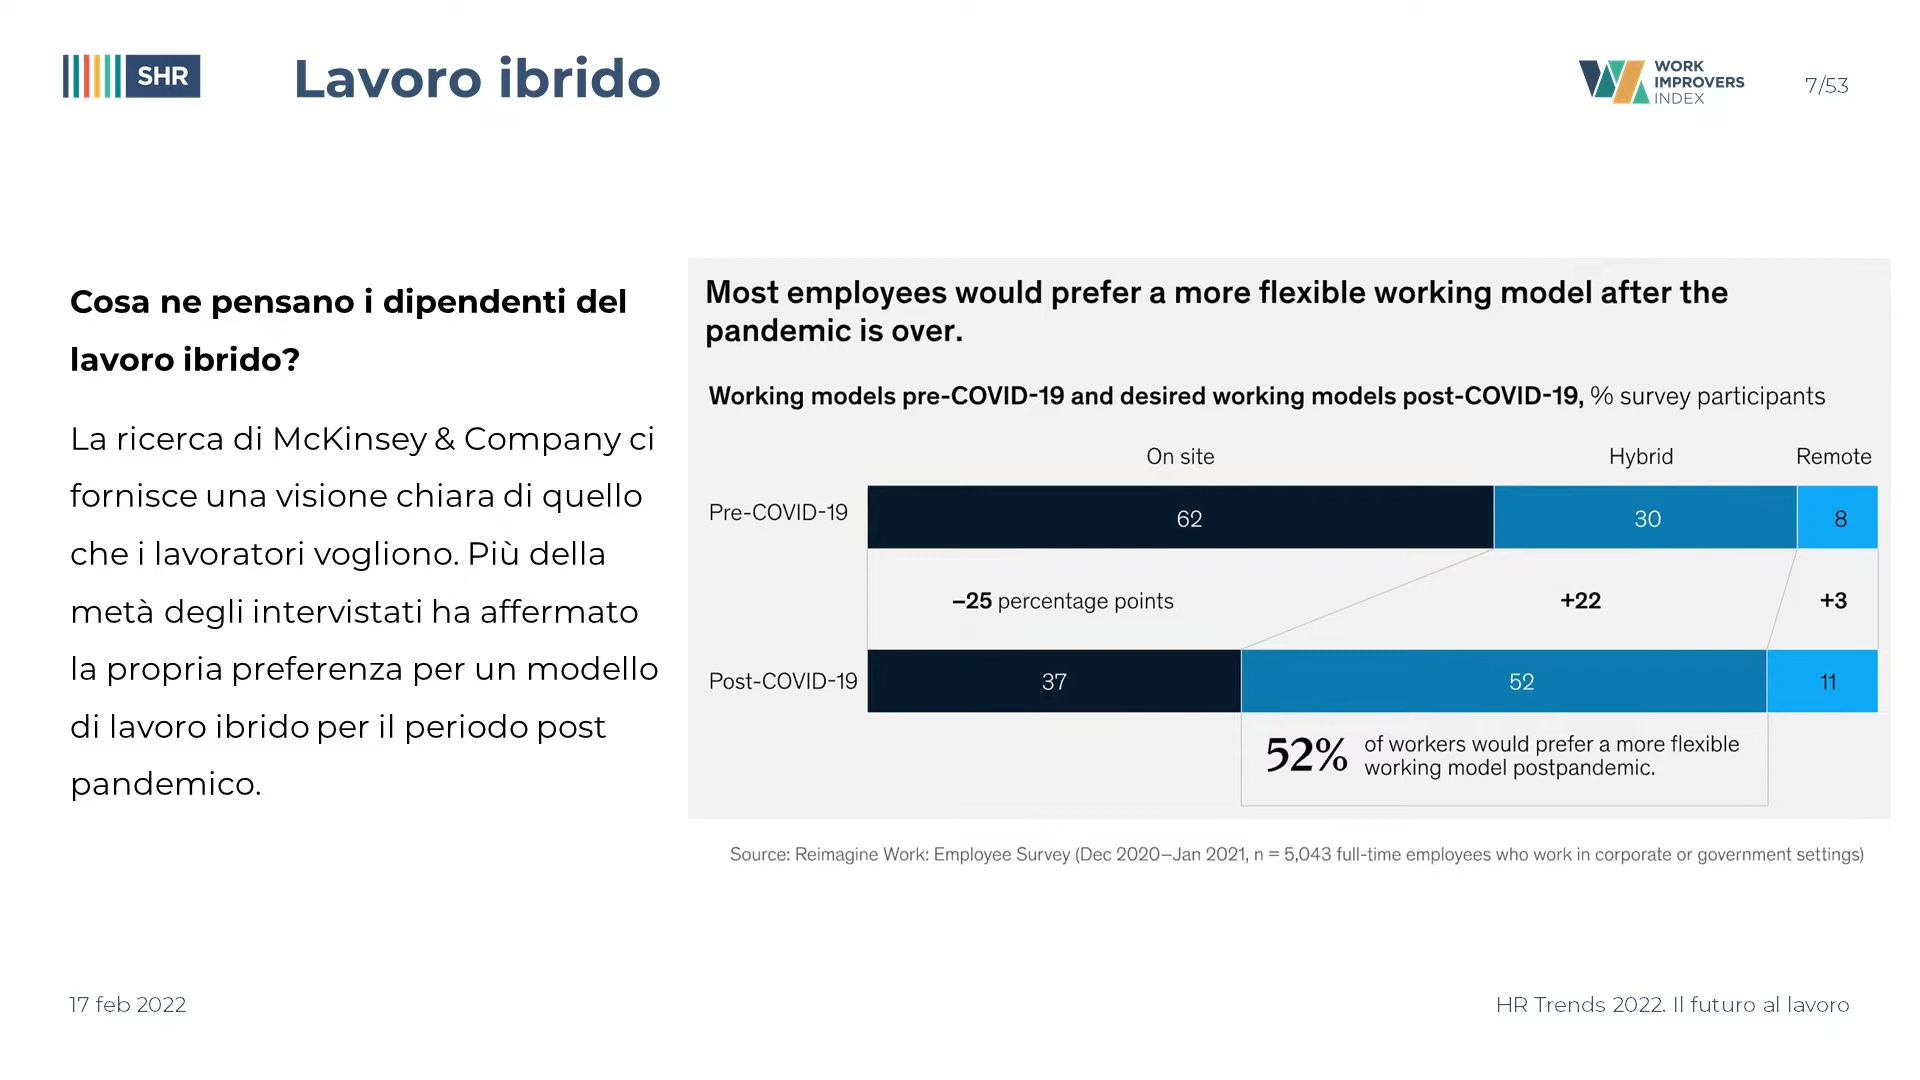 SHR
Lavoro ibrido
WORK
IMPROVERS
INDEX
7/53
Cosa ne pensano i dipendenti del
lavoro ibrido?
La ricerca di McKinsey & Company ci
fornisce una visione chiara di quello
che i lavoratori vogliono. Più della
metà degli intervistati ha affermato
la propria preferenza per un modello
di lavoro ibrido per il periodo post
pandemico.
Most employees would prefer a more flexible working model after the
pandemic is over.
Working models pre-COVID-19 and desired working models post-COVID-19, % survey participants
On site Hybrid Remote
Pre-COVID-19 62 30 8
–25 percentage points +22 +3
Post-COVID-19 37 52 11
52% of workers would prefer a more flexible
working model postpandemic.
Source: Reimagine Work: Employee Survey (Dec 2020–Jan 2021, n = 5,043 full-time employees who work in corporate or government settings)
17 feb 2022
HR Trends 2022. Il futuro al lavoro